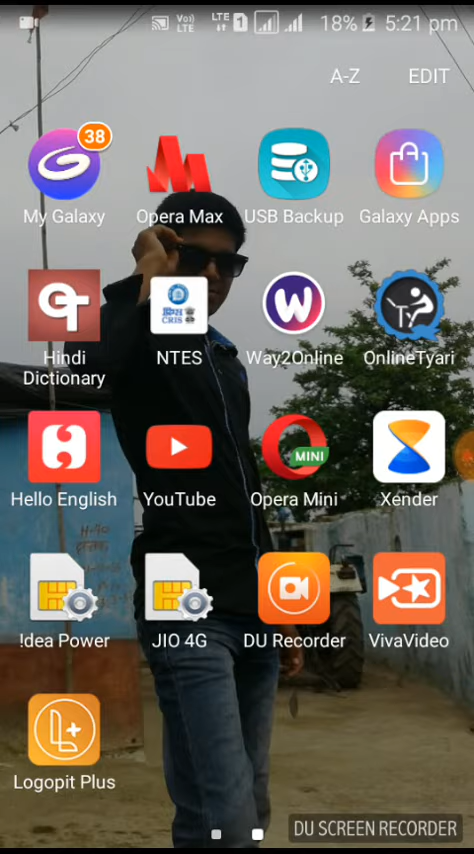 Vo))
LTE
LTE
1
18%
5:21 pm
A-Z
EDIT
38
My Galaxy
Opera Max
USB Backup
Galaxy Apps
Hindi
Dictionary
NTES
Way2Online
OnlineTyari
CRIS
W
Hello English
YouTube
Opera Mini
Xender
MINI
!dea Power
JIO 4G
DU Recorder
VivaVideo
Logopit Plus
DU SCREEN RECORDER